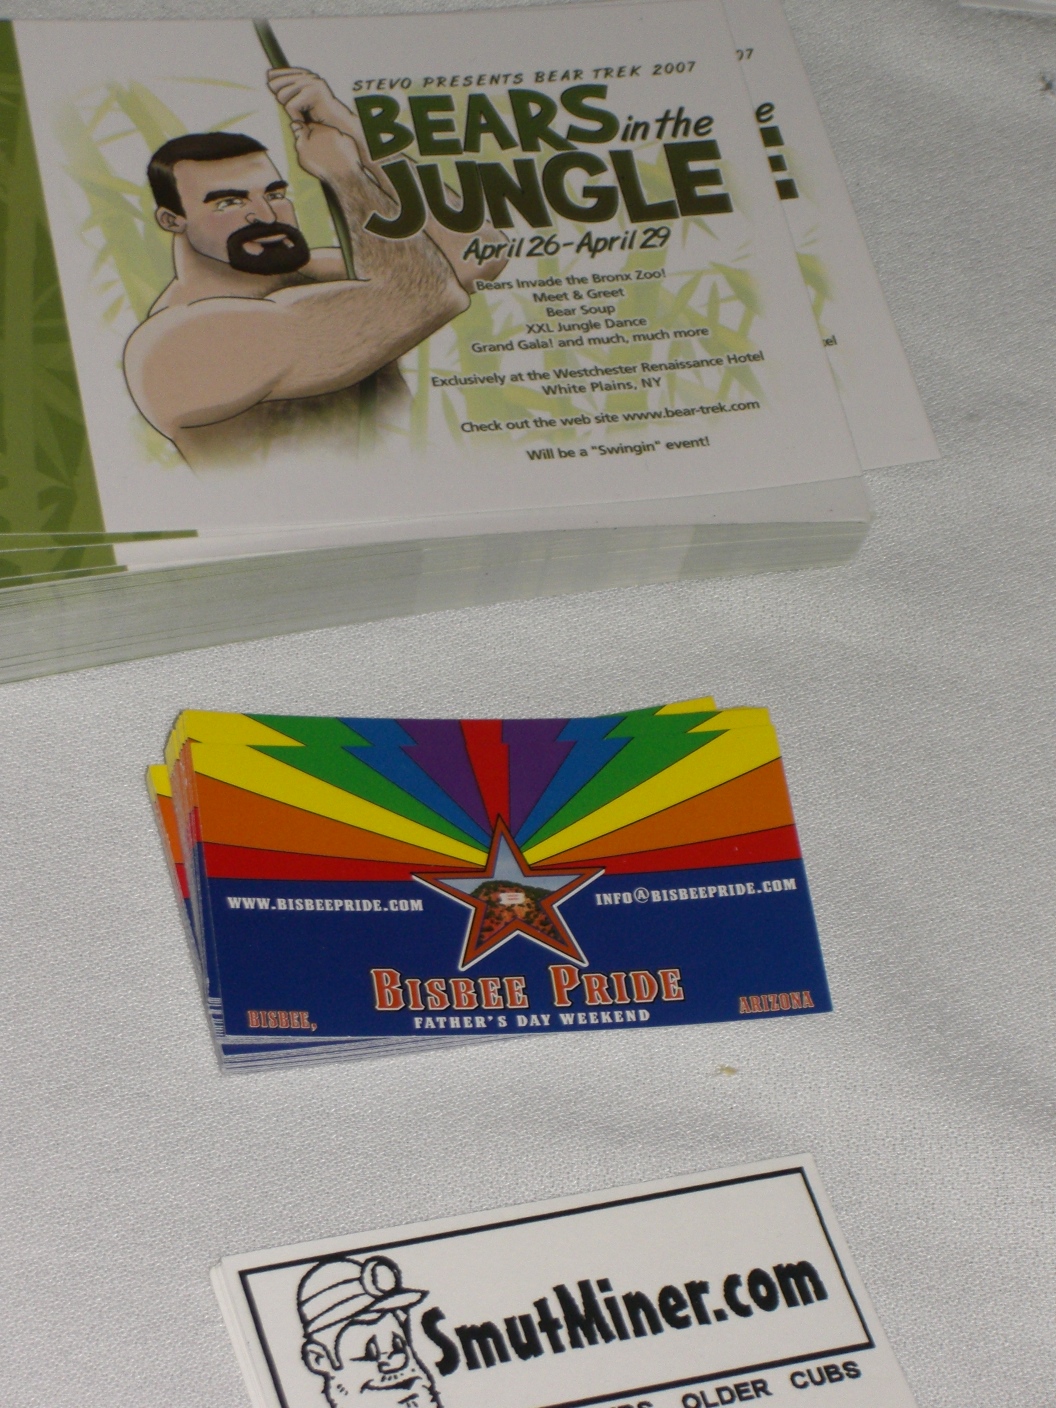 STEVO PRESENTS BEAR TREK 2007
BEARS in the
JUNGLE
April 26-April 29
Bears Invade the Bronx Zoo!
Meet & Greet
Bear Soup
XXL Jungle Dance
Grand Gala! and much, much more
Exclusively at the Westchester Renaissance Hotel
White Plains, NY
Check out the web site www.bear-trek.com
Will be a "Swingin" event!
07
e
E
tel
WWW.BISBEEPRIDE.COM
INFO@BISBEEPRIDE.COM
BISBEE PRIDE
BISBEE,
ARIZONA
FATHER'S DAY WEEKEND
SmutMiner.com
OLDER CUBS